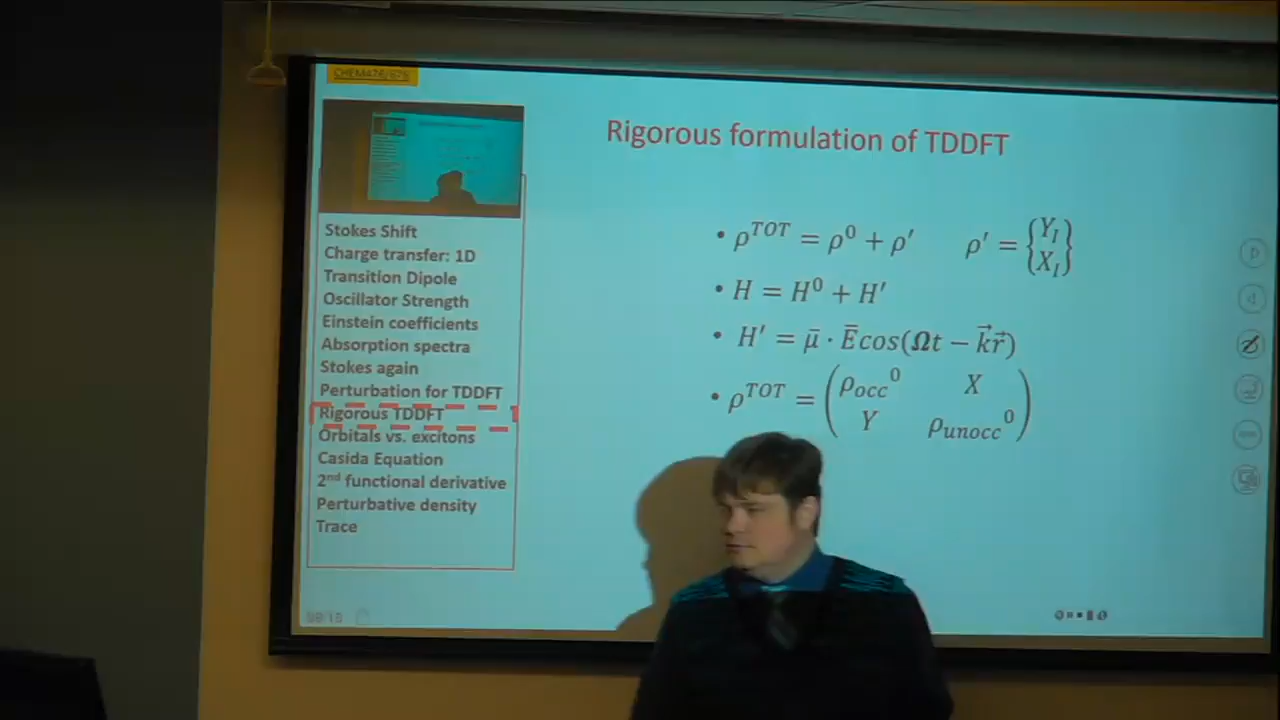 CHEM476/676
Rigorous formulation of TDDFT
Stokes Shift
Charge transfer: 1D
Transition Dipole
Oscillator Strength
Einstein coefficients
Absorption spectra
Stokes again
Perturbation for TDDFT
Rigorous TDDFT
Orbitals vs. excitons
Casida Equation
2nd functional derivative
Perturbative density
Trace
• ρ^TOT = ρ^0 + ρ′ ρ′ = {Y_I X_I}
• H = H^0 + H′
• H′ = μ̄ · Ē cos(Ωt − k⃗r⃗)
• ρ^TOT = (ρ_occ^0 X
Y ρ_unocc^0)